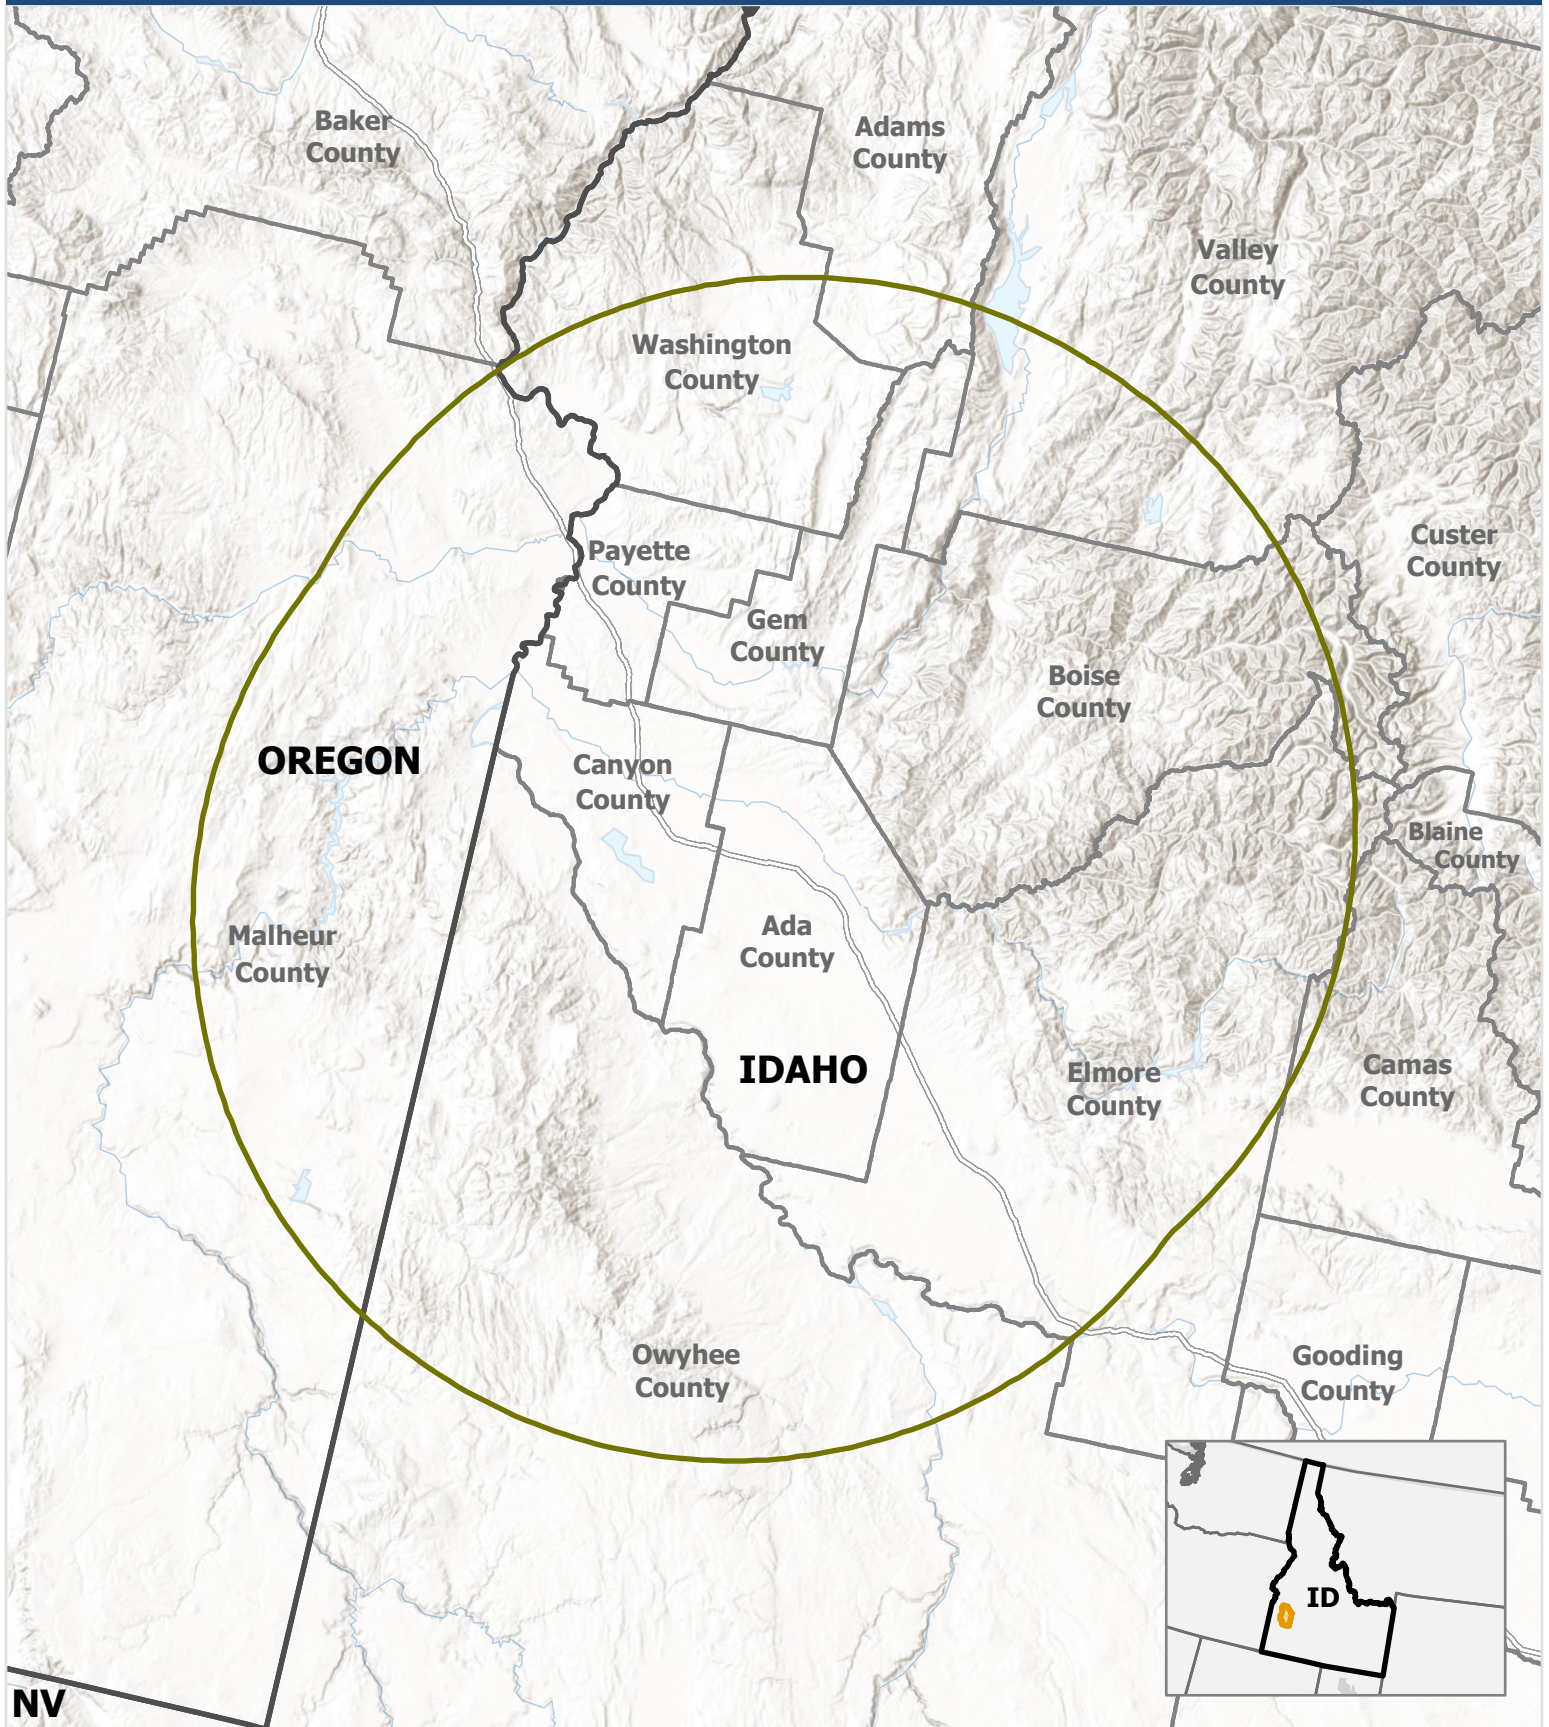 Baker
County
Adams
County
Valley
County
Washington
County
Custer
County
Payette
County
Gem
County
Boise
County
OREGON
Canyon
County
Blaine
County
Malheur
County
Ada
County
IDAHO
Elmore
County
Camas
County
Owyhee
County
Gooding
County
ID
NV